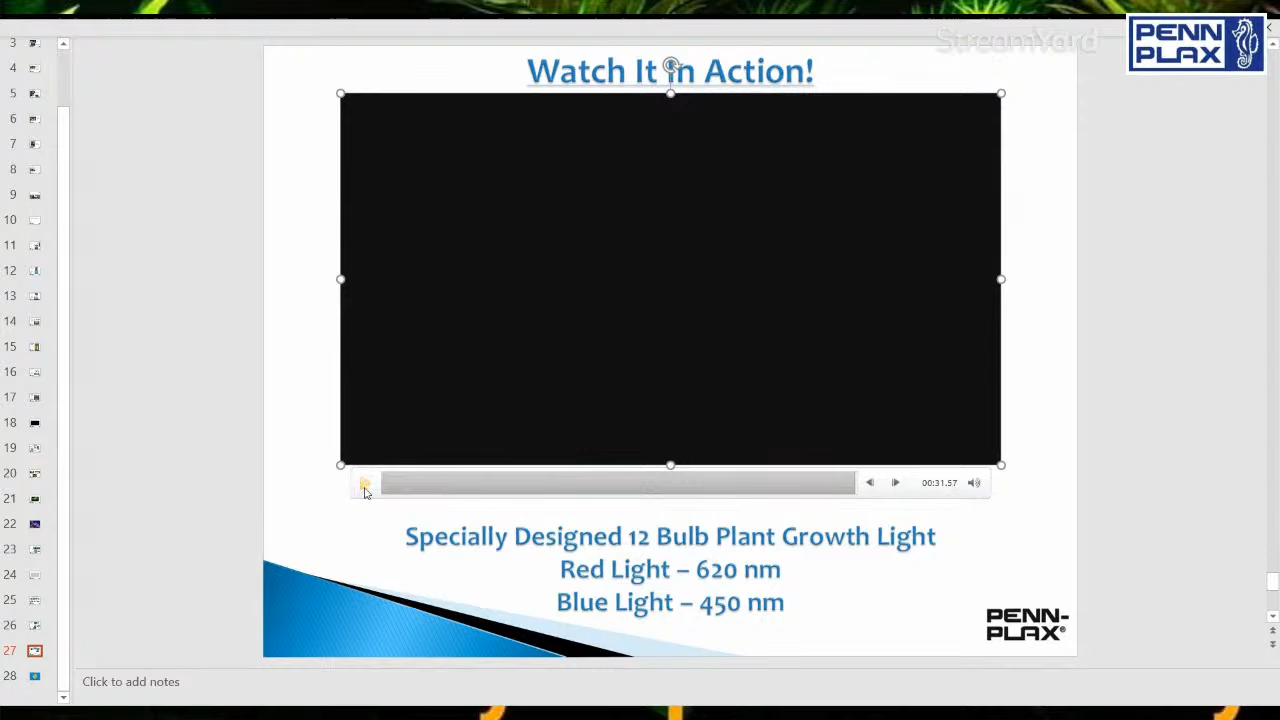 StreamYard
PENN
PLAX
Watch It in Action!
00:31.57
Specially Designed 12 Bulb Plant Growth Light
Red Light – 620 nm
Blue Light – 450 nm
PENN-
PLAX®
Click to add notes
3
4
5
6
7
8
9
10
11
12
13
14
15
16
17
18
19
20
21
22
23
24
25
26
27
28